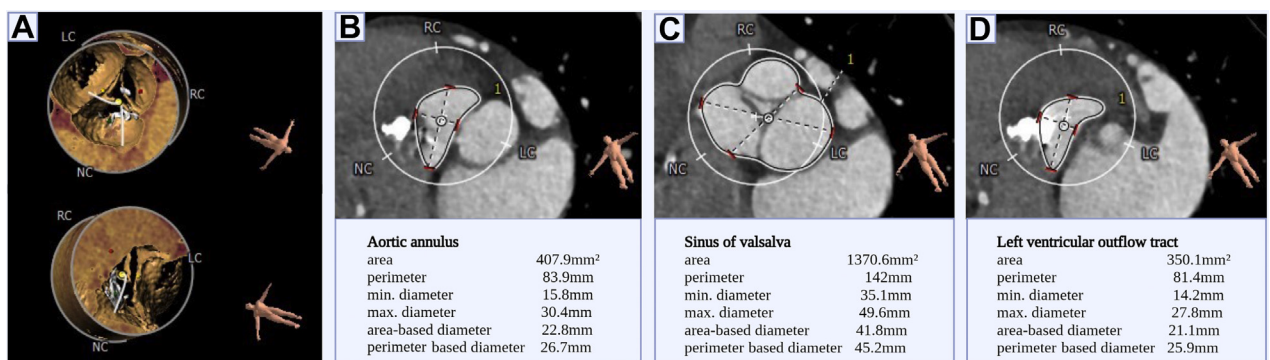 A
LC
RC
NC
RC
LC
NC
B
RC
1
LC
NC
Aortic annulus
area 407.9mm²
perimeter 83.9mm
min. diameter 15.8mm
max. diameter 30.4mm
area-based diameter 22.8mm
perimeter based diameter 26.7mm
C
RC
1
LC
NC
Sinus of valsalva
area 1370.6mm²
perimeter 142mm
min. diameter 35.1mm
max. diameter 49.6mm
area-based diameter 41.8mm
perimeter based diameter 45.2mm
D
RC
1
LC
NC
Left ventricular outflow tract
area 350.1mm²
perimeter 81.4mm
min. diameter 14.2mm
max. diameter 27.8mm
area-based diameter 21.1mm
perimeter based diameter 25.9mm